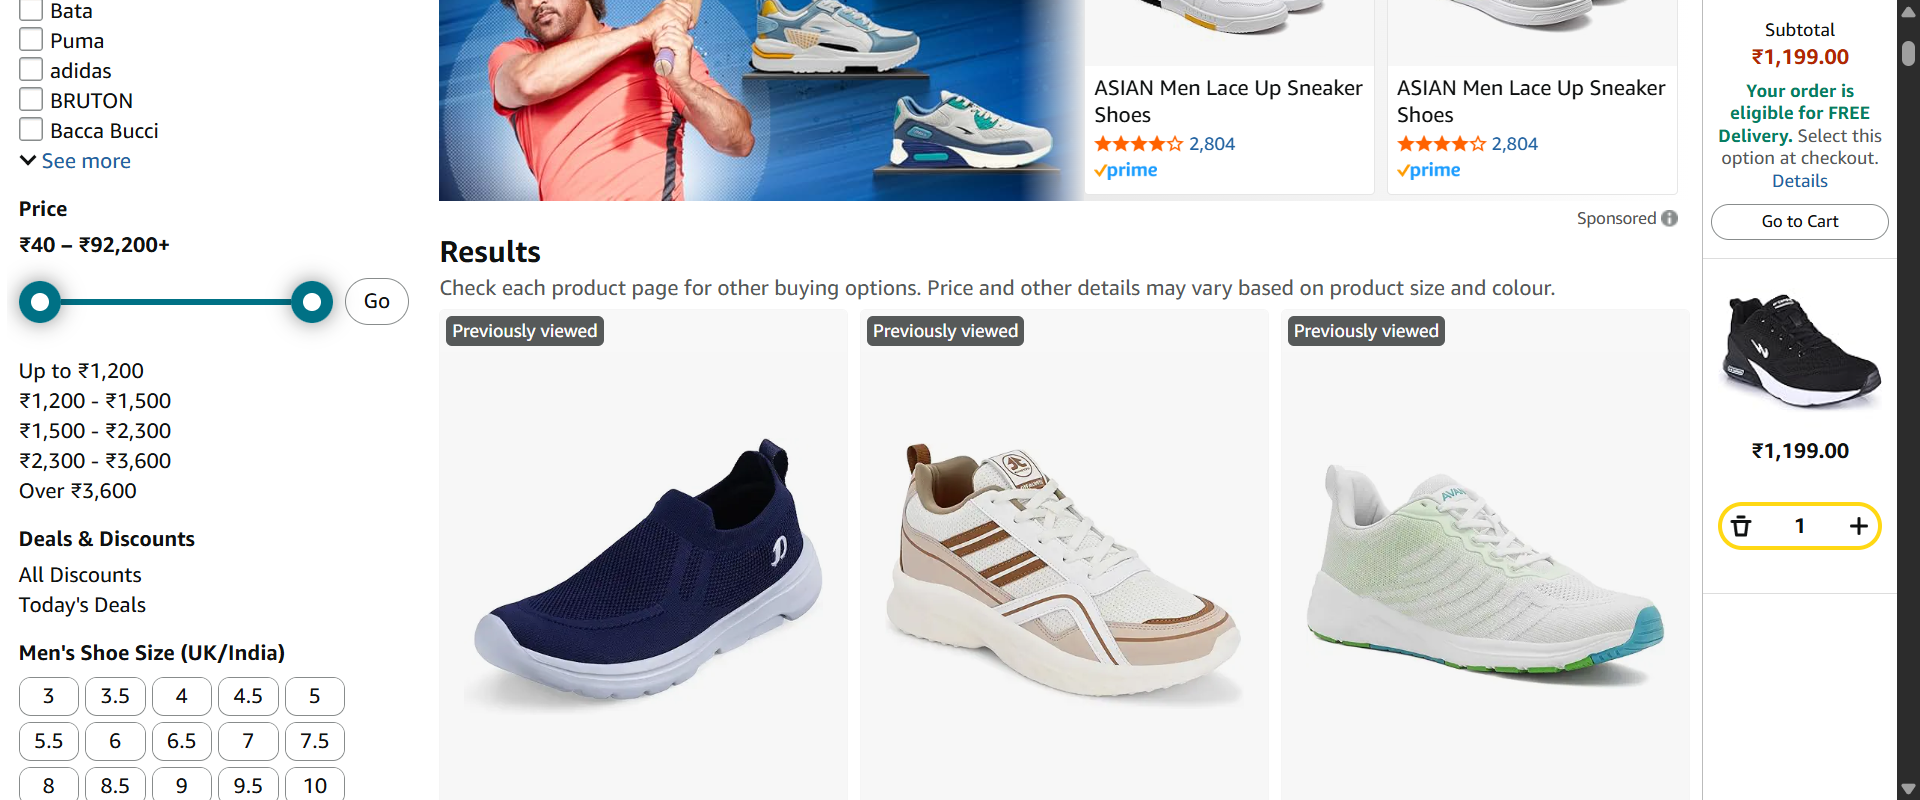 Bata
Puma
adidas
BRUTON
Bacca Bucci
See more
Price
₹40 – ₹92,200+
Go
Up to ₹1,200
₹1,200 - ₹1,500
₹1,500 - ₹2,300
₹2,300 - ₹3,600
Over ₹3,600
Deals & Discounts
All Discounts
Today's Deals
Men's Shoe Size (UK/India)
3 3.5 4 4.5 5
5.5 6 6.5 7 7.5
8 8.5 9 9.5 10
ASIAN Men Lace Up Sneaker
Shoes
2,804
prime
ASIAN Men Lace Up Sneaker
Shoes
2,804
prime
Sponsored
Results
Check each product page for other buying options. Price and other details may vary based on product size and colour.
Previously viewed
Previously viewed
Previously viewed
Subtotal
₹1,199.00
Your order is
eligible for FREE
Delivery. Select this
option at checkout.
Details
Go to Cart
₹1,199.00
1